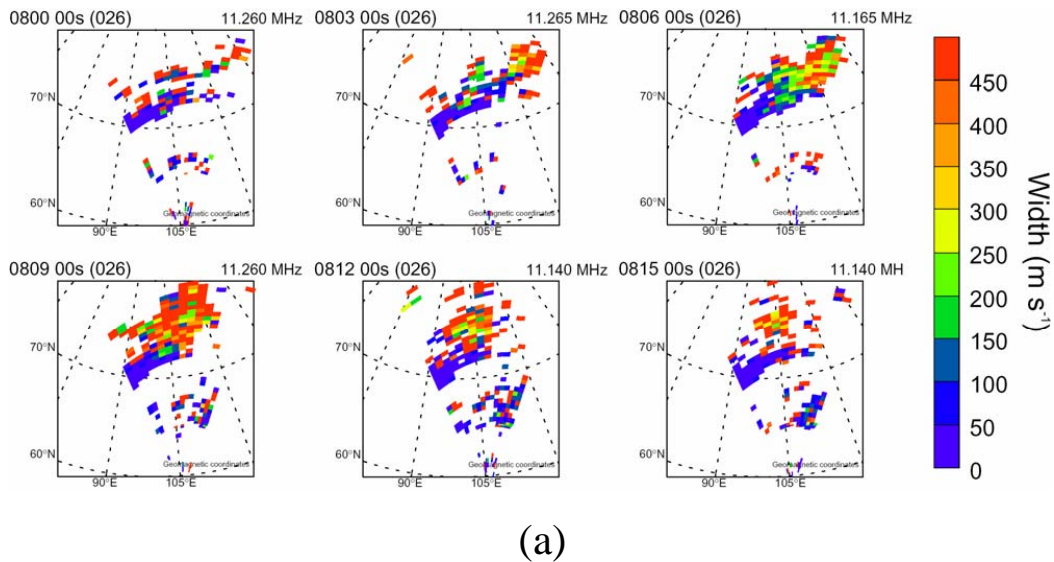 0800 00s (026) 11.260 MHz
70°N
60°N
Geomagnetic coordinates
90°E 105°E
0803 00s (026) 11.265 MHz
70°N
60°N
Geomagnetic coordinates
90°E 105°E
0806 00s (026) 11.165 MHz
70°N
60°N
Geomagnetic coordinates
90°E 105°E
0809 00s (026) 11.260 MHz
70°N
60°N
Geomagnetic coordinates
90°E 105°E
0812 00s (026) 11.140 MHz
70°N
60°N
Geomagnetic coordinates
90°E 105°E
0815 00s (026) 11.140 MH
70°N
60°N
Geomagnetic coordinates
90°E 105°E
450
400
350
300
250
200
150
100
50
0
Width (m s⁻¹)
(a)